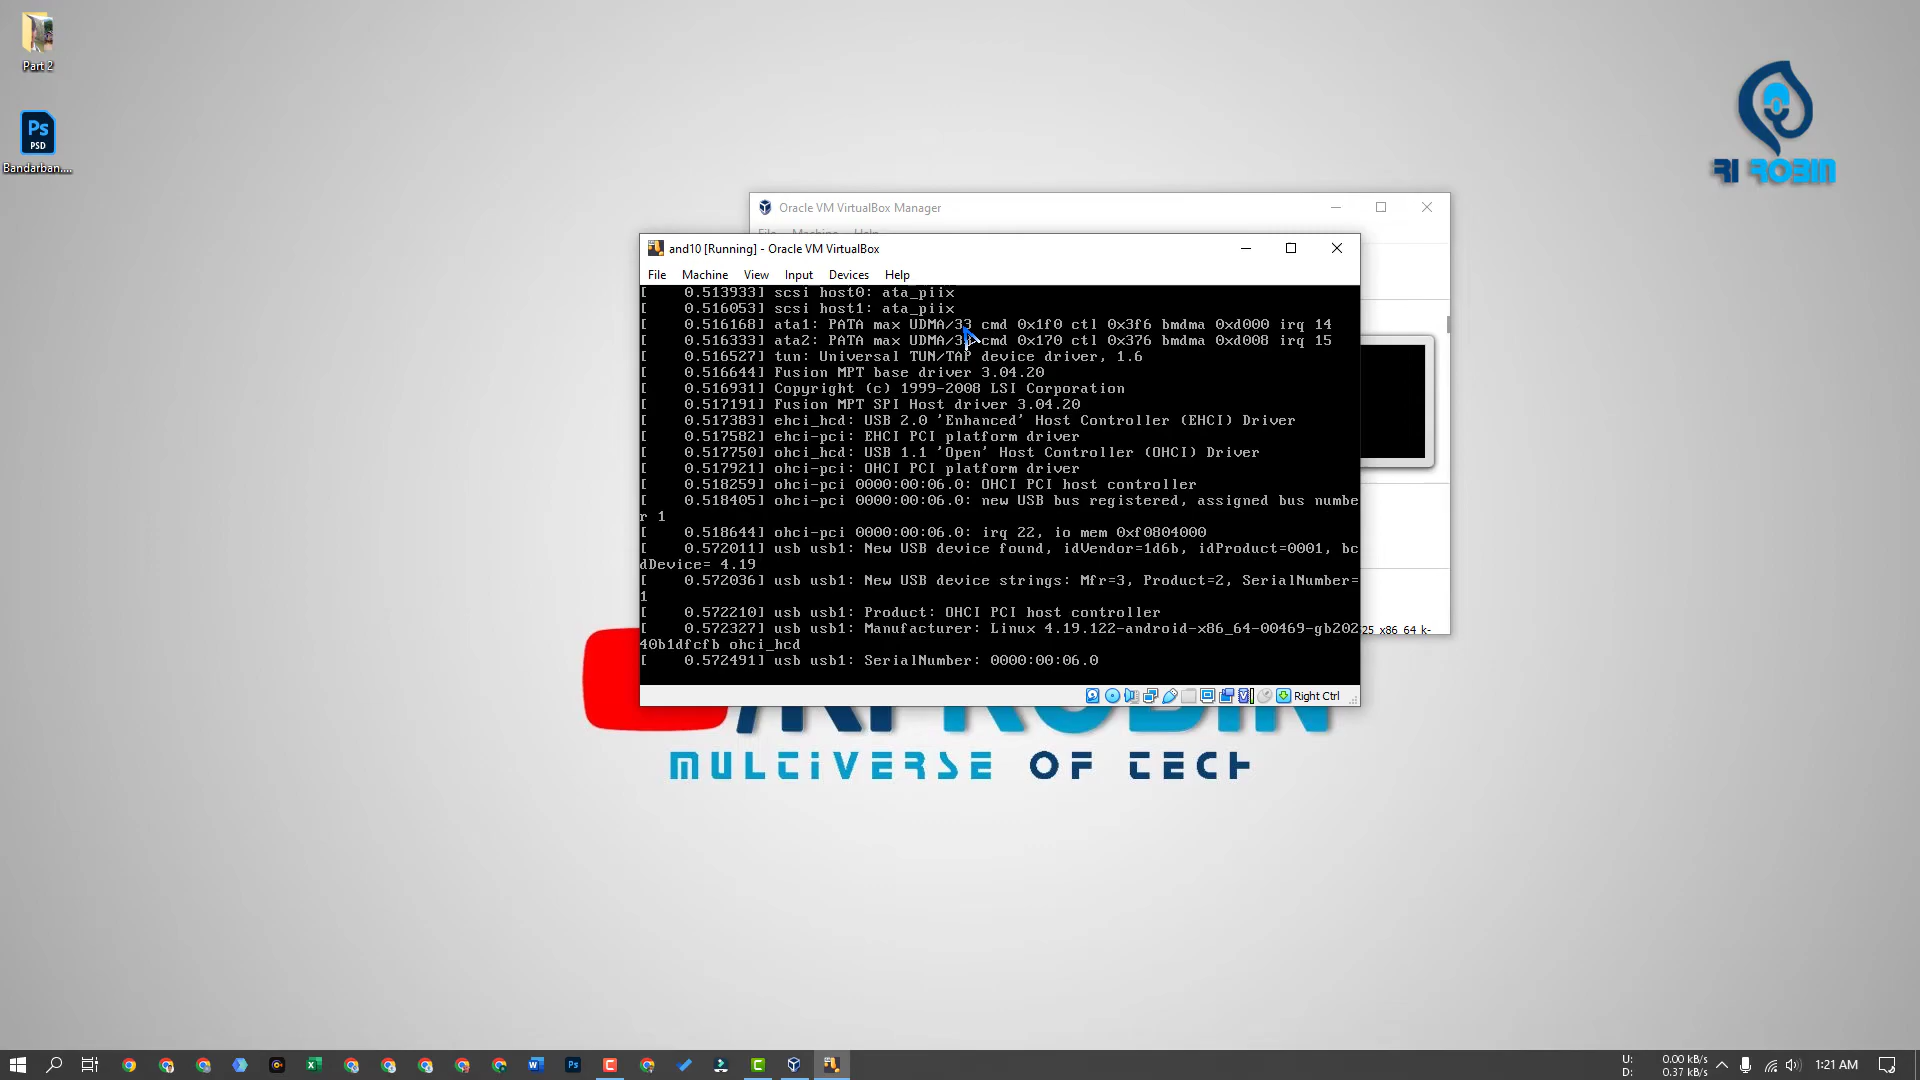 Part 2
Ps
PSD
Bandarban....
RI ROBIN
Oracle VM VirtualBox Manager
and10 [Running] - Oracle VM VirtualBox
File Machine View Input Devices Help
[ 0.513933] scsi host0: ata_piix
[ 0.516053] scsi host1: ata_piix
[ 0.516168] ata1: PATA max UDMA/33 cmd 0x1f0 ctl 0x3f6 bmdma 0xd000 irq 14
[ 0.516333] ata2: PATA max UDMA/33 cmd 0x170 ctl 0x376 bmdma 0xd008 irq 15
[ 0.516527] tun: Universal TUN/TAP device driver, 1.6
[ 0.516644] Fusion MPT base driver 3.04.20
[ 0.516931] Copyright (c) 1999-2008 LSI Corporation
[ 0.517191] Fusion MPT SPI Host driver 3.04.20
[ 0.517383] ehci_hcd: USB 2.0 'Enhanced' Host Controller (EHCI) Driver
[ 0.517582] ehci-pci: EHCI PCI platform driver
[ 0.517750] ohci_hcd: USB 1.1 'Open' Host Controller (OHCI) Driver
[ 0.517921] ohci-pci: OHCI PCI platform driver
[ 0.518259] ohci-pci 0000:00:06.0: OHCI PCI host controller
[ 0.518405] ohci-pci 0000:00:06.0: new USB bus registered, assigned bus numbe
r 1
[ 0.518644] ohci-pci 0000:00:06.0: irq 22, io mem 0xf0804000
[ 0.572011] usb usb1: New USB device found, idVendor=1d6b, idProduct=0001, bc
dDevice= 4.19
[ 0.572036] usb usb1: New USB device strings: Mfr=3, Product=2, SerialNumber=
1
[ 0.572210] usb usb1: Product: OHCI PCI host controller
[ 0.572327] usb usb1: Manufacturer: Linux 4.19.122-android-x86_64-00469-gb202
40b1dfcfb ohci_hcd
[ 0.572491] usb usb1: SerialNumber: 0000:00:06.0
25_x86_64_k-
Right Ctrl
MULTIVERSE OF TECH
U: 0.00 kB/s
D: 0.37 kB/s
1:21 AM